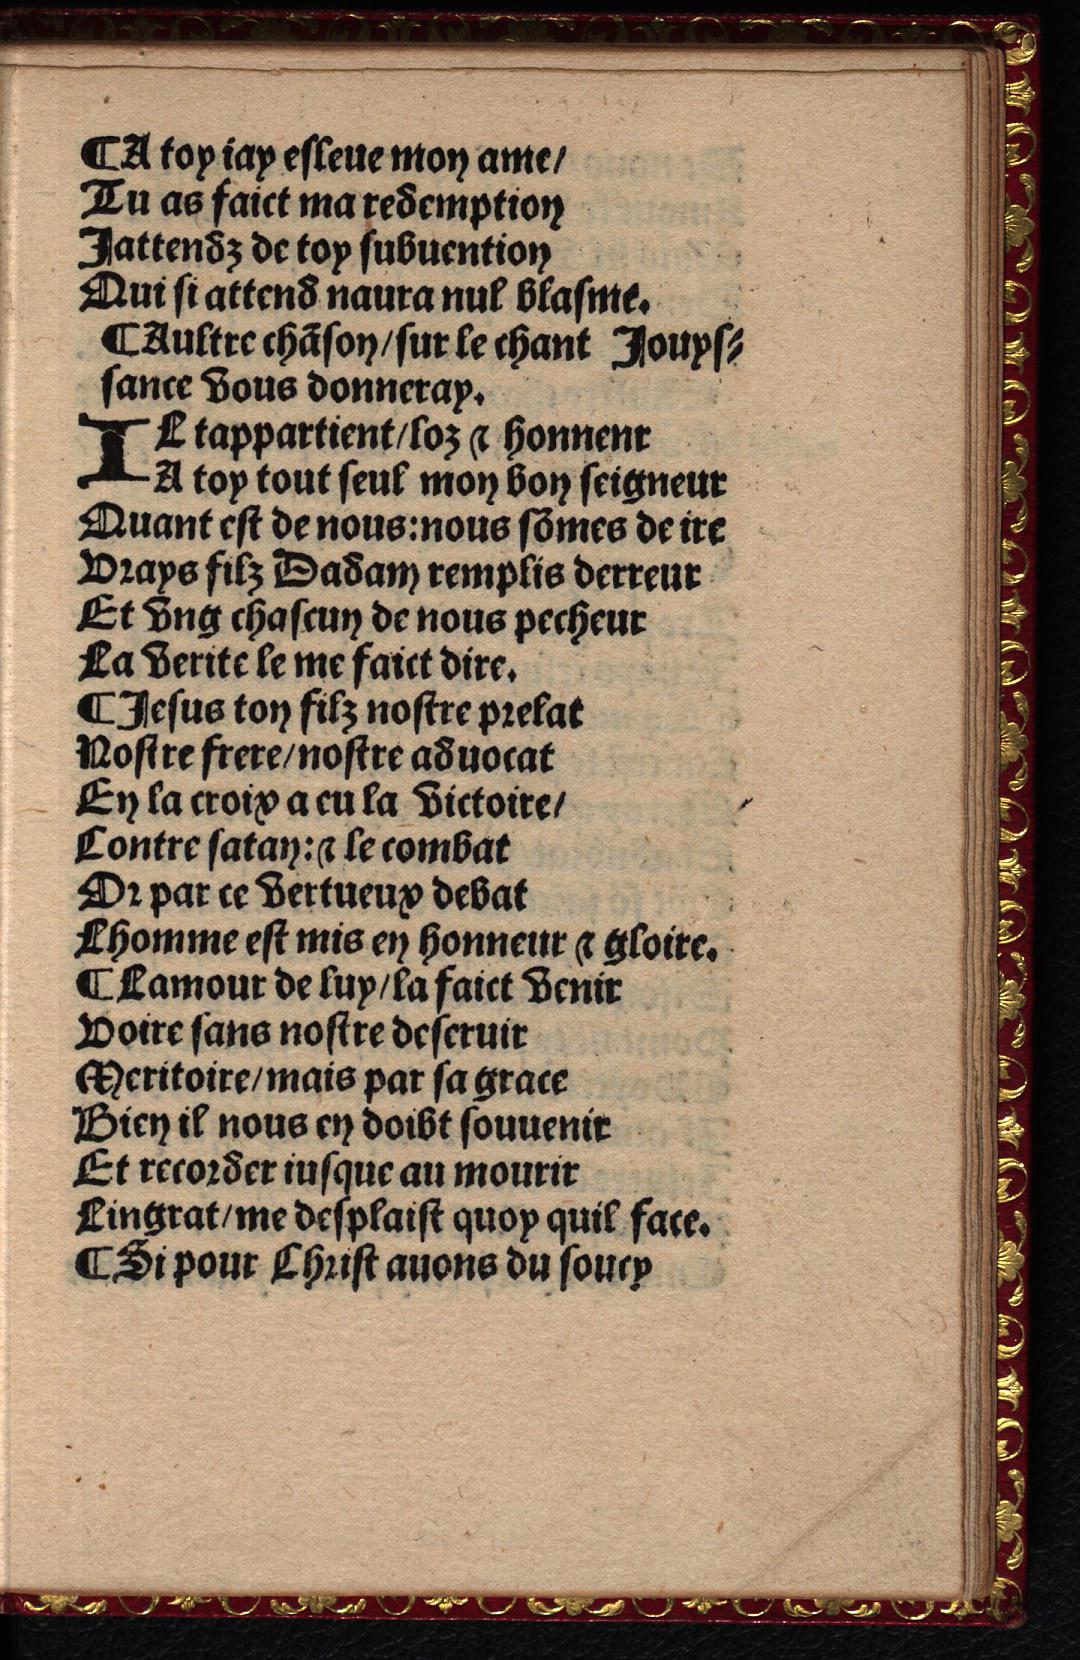 ¶A toy iay esleue mon ame/
Tu as faict ma redemption
Jattendz de toy subuention
Qui si attend naura nul blasme.
¶Aultre chãson/sur le chant Jouys⸗
sance vous donneray.
IL tappartient/loz ⁊ honneur
A toy tout seul mon bon seigneur
Quant est de nous:nous sõmes de ire
Vrays filz Dadam remplis derreur
Et vng chascun de nous pecheur
La verite le me faict dire.
¶Jesus ton filz nostre prelat
Nostre frere/nostre aduocat
En la croix a eu la victoire/
Contre satan:⁊ le combat
Or par ce vertueux debat
Lhomme est mis en honneur ⁊ gloire.
¶Lamour de luy/la faict venir
Voire sans nostre deseruir
Meritoire/mais par sa grace
Bien il nous en doibt souuenir
Et recorder iusque au mourir
Lingrat/me desplaist quoy quil face.
¶Si pour Christ auons du soucy